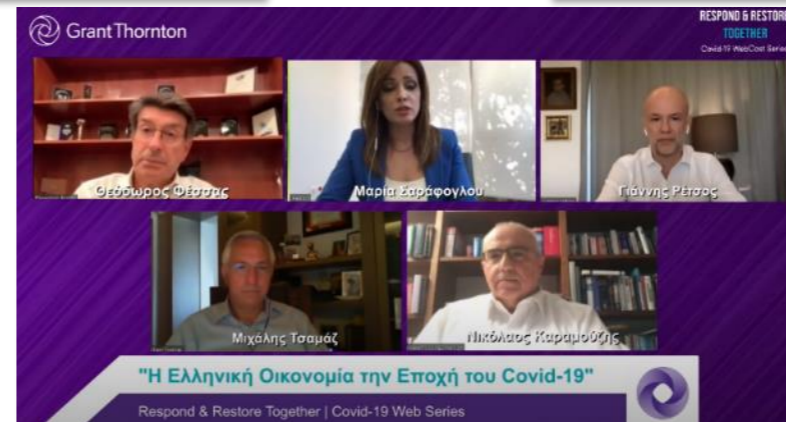 Grant Thornton
RESPOND & RESTORE
TOGETHER
Covid-19 WebCast Series
Θεόδωρος Φέσσας
Μαρία Σαράφογλου
Γιάννης Ρέτσος
Μιχάλης Τσαμάζ
Νικόλαος Καραμούζης
"Η Ελληνική Οικονομία την Εποχή του Covid-19"
Respond & Restore Together | Covid-19 Web Series